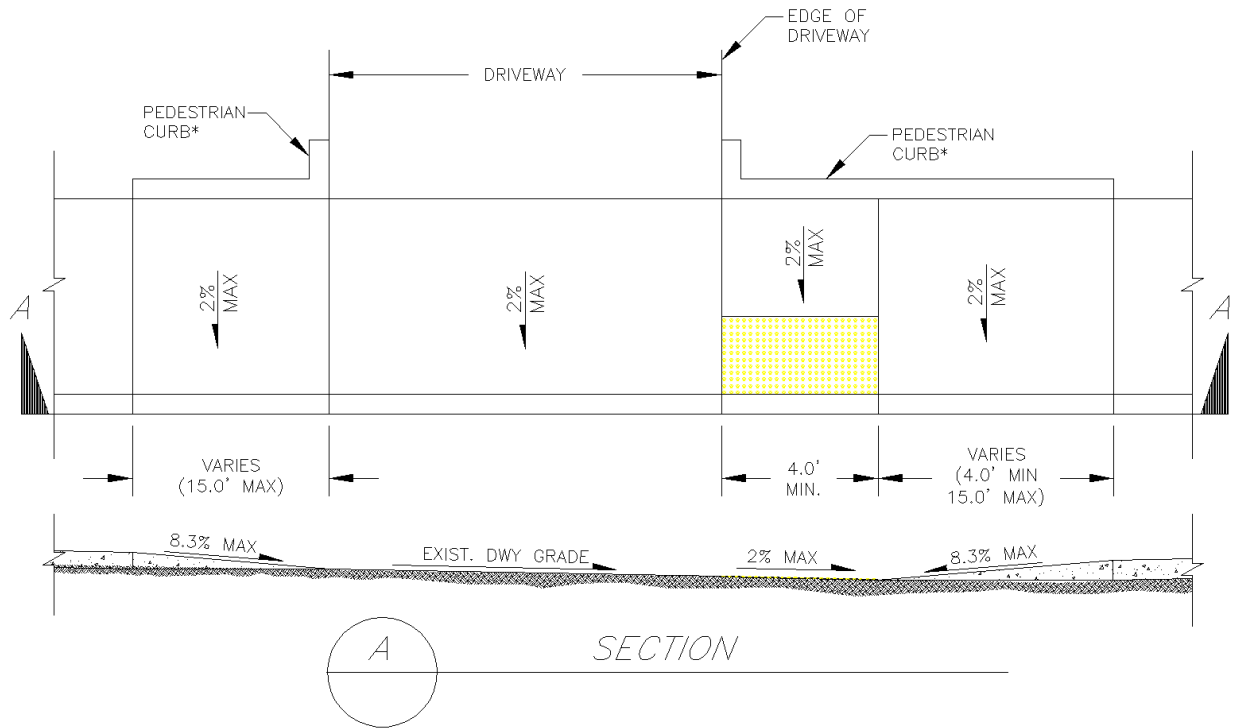 EDGE OF
DRIVEWAY
DRIVEWAY
PEDESTRIAN
CURB*
PEDESTRIAN
CURB*
2%
MAX
2%
MAX
2%
MAX
2%
MAX
A
A
VARIES
(15.0' MAX)
4.0'
MIN.
VARIES
(4.0' MIN
15.0' MAX)
8.3% MAX
EXIST. DWY GRADE
2% MAX
8.3% MAX
A
SECTION